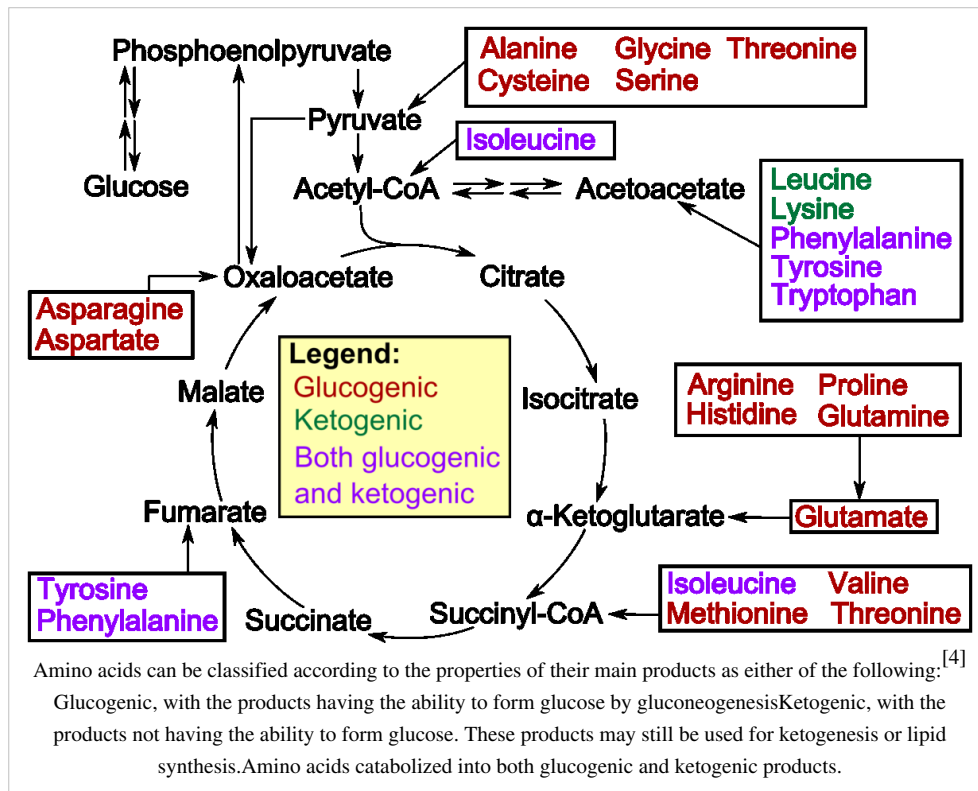 Phosphoenolpyruvate
Alanine Glycine Threonine
Cysteine Serine
Pyruvate
Isoleucine
Glucose
Acetyl-CoA
Acetoacetate
Leucine
Lysine
Phenylalanine
Tyrosine
Tryptophan
Oxaloacetate
Citrate
Asparagine
Aspartate
Legend:
Glucogenic
Ketogenic
Both glucogenic
and ketogenic
Malate
Isocitrate
Arginine Proline
Histidine Glutamine
Fumarate
α-Ketoglutarate
Glutamate
Tyrosine
Phenylalanine
Succinate
Succinyl-CoA
Isoleucine Valine
Methionine Threonine
Amino acids can be classified according to the properties of their main products as either of the following:[4]
Glucogenic, with the products having the ability to form glucose by gluconeogenesisKetogenic, with the
products not having the ability to form glucose. These products may still be used for ketogenesis or lipid
synthesis.Amino acids catabolized into both glucogenic and ketogenic products.